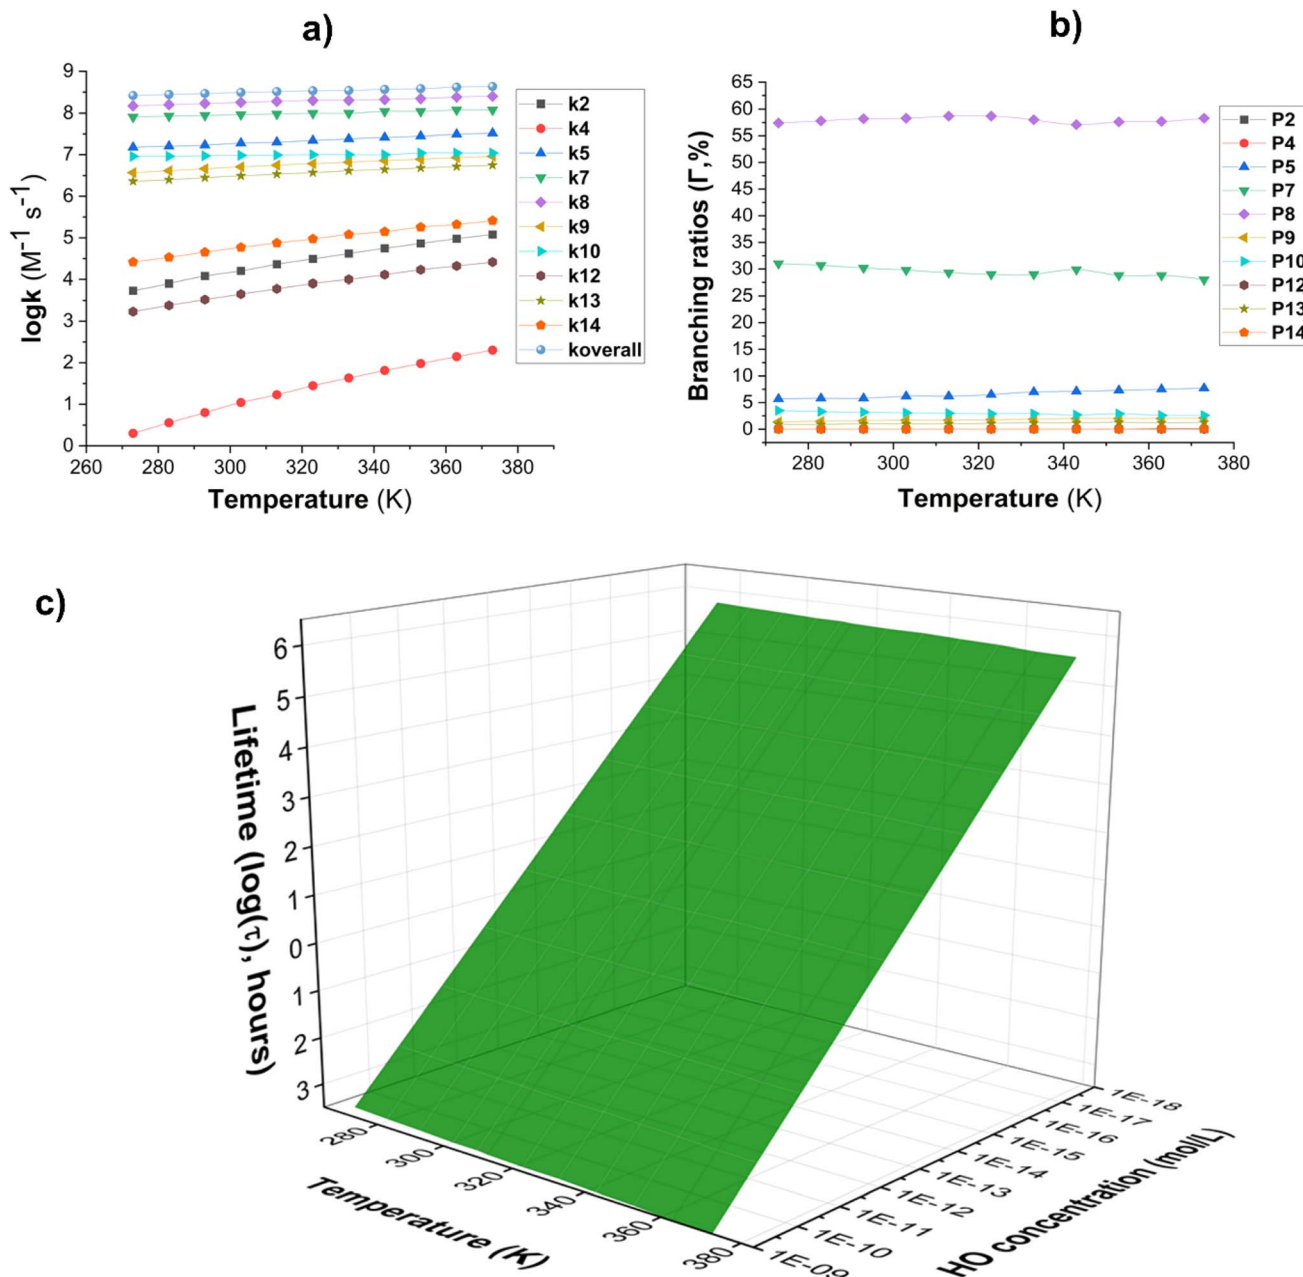 a)
9
8
7
6
5
4
3
2
1
0
logk (M⁻¹ s⁻¹)
260 280 300 320 340 360 380
Temperature (K)
k2
k4
k5
k7
k8
k9
k10
k12
k13
k14
koverall
b)
65
60
55
50
45
40
35
30
25
20
15
10
5
0
Branching ratios (Γ,%)
280 300 320 340 360 380
Temperature (K)
P2
P4
P5
P7
P8
P9
P10
P12
P13
P14
c)
6
5
4
3
2
1
0
1
2
3
Lifetime (log(τ), hours)
280
300
320
340
360
380
Temperature (K)
1E-18
1E-17
1E-16
1E-15
1E-14
1E-13
1E-12
1E-11
1E-10
1E-09
HO concentration (mol/L)